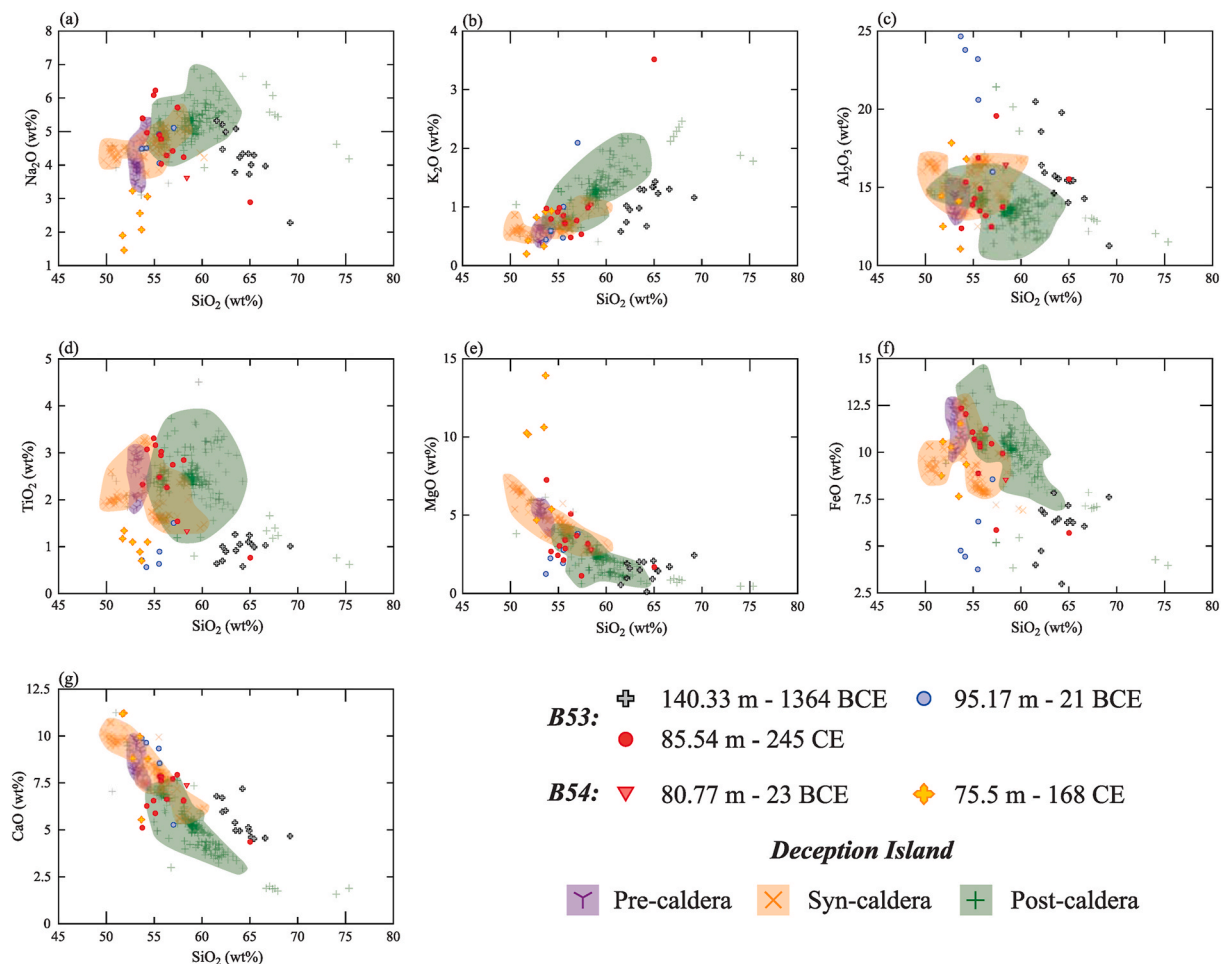 (a)
50
45
55
60
65
70
75
80
1
2
3
4
5
6
7
8
Na₂O (wt%)
SiO₂ (wt%)
(b)
45
50
55
60
65
70
75
80
0
1
2
3
4
K₂O (wt%)
SiO₂ (wt%)
(c)
45
50
55
60
65
70
75
80
10
15
20
25
Al₂O₃ (wt%)
SiO₂ (wt%)
(d)
45
50
55
60
65
70
75
80
0
1
2
3
4
5
TiO₂ (wt%)
SiO₂ (wt%)
(e)
45
50
55
60
65
70
75
80
0
5
10
15
MgO (wt%)
SiO₂ (wt%)
(f)
45
50
55
60
65
70
75
80
2.5
5
7.5
10
12.5
15
FeO (wt%)
SiO₂ (wt%)
(g)
45
50
55
60
65
70
75
80
0
2.5
5
7.5
10
12.5
CaO (wt%)
SiO₂ (wt%)
B53:
140.33 m - 1364 BCE
95.17 m - 21 BCE
85.54 m - 245 CE
B54:
80.77 m - 23 BCE
75.5 m - 168 CE
Deception Island
Pre-caldera
Syn-caldera
Post-caldera